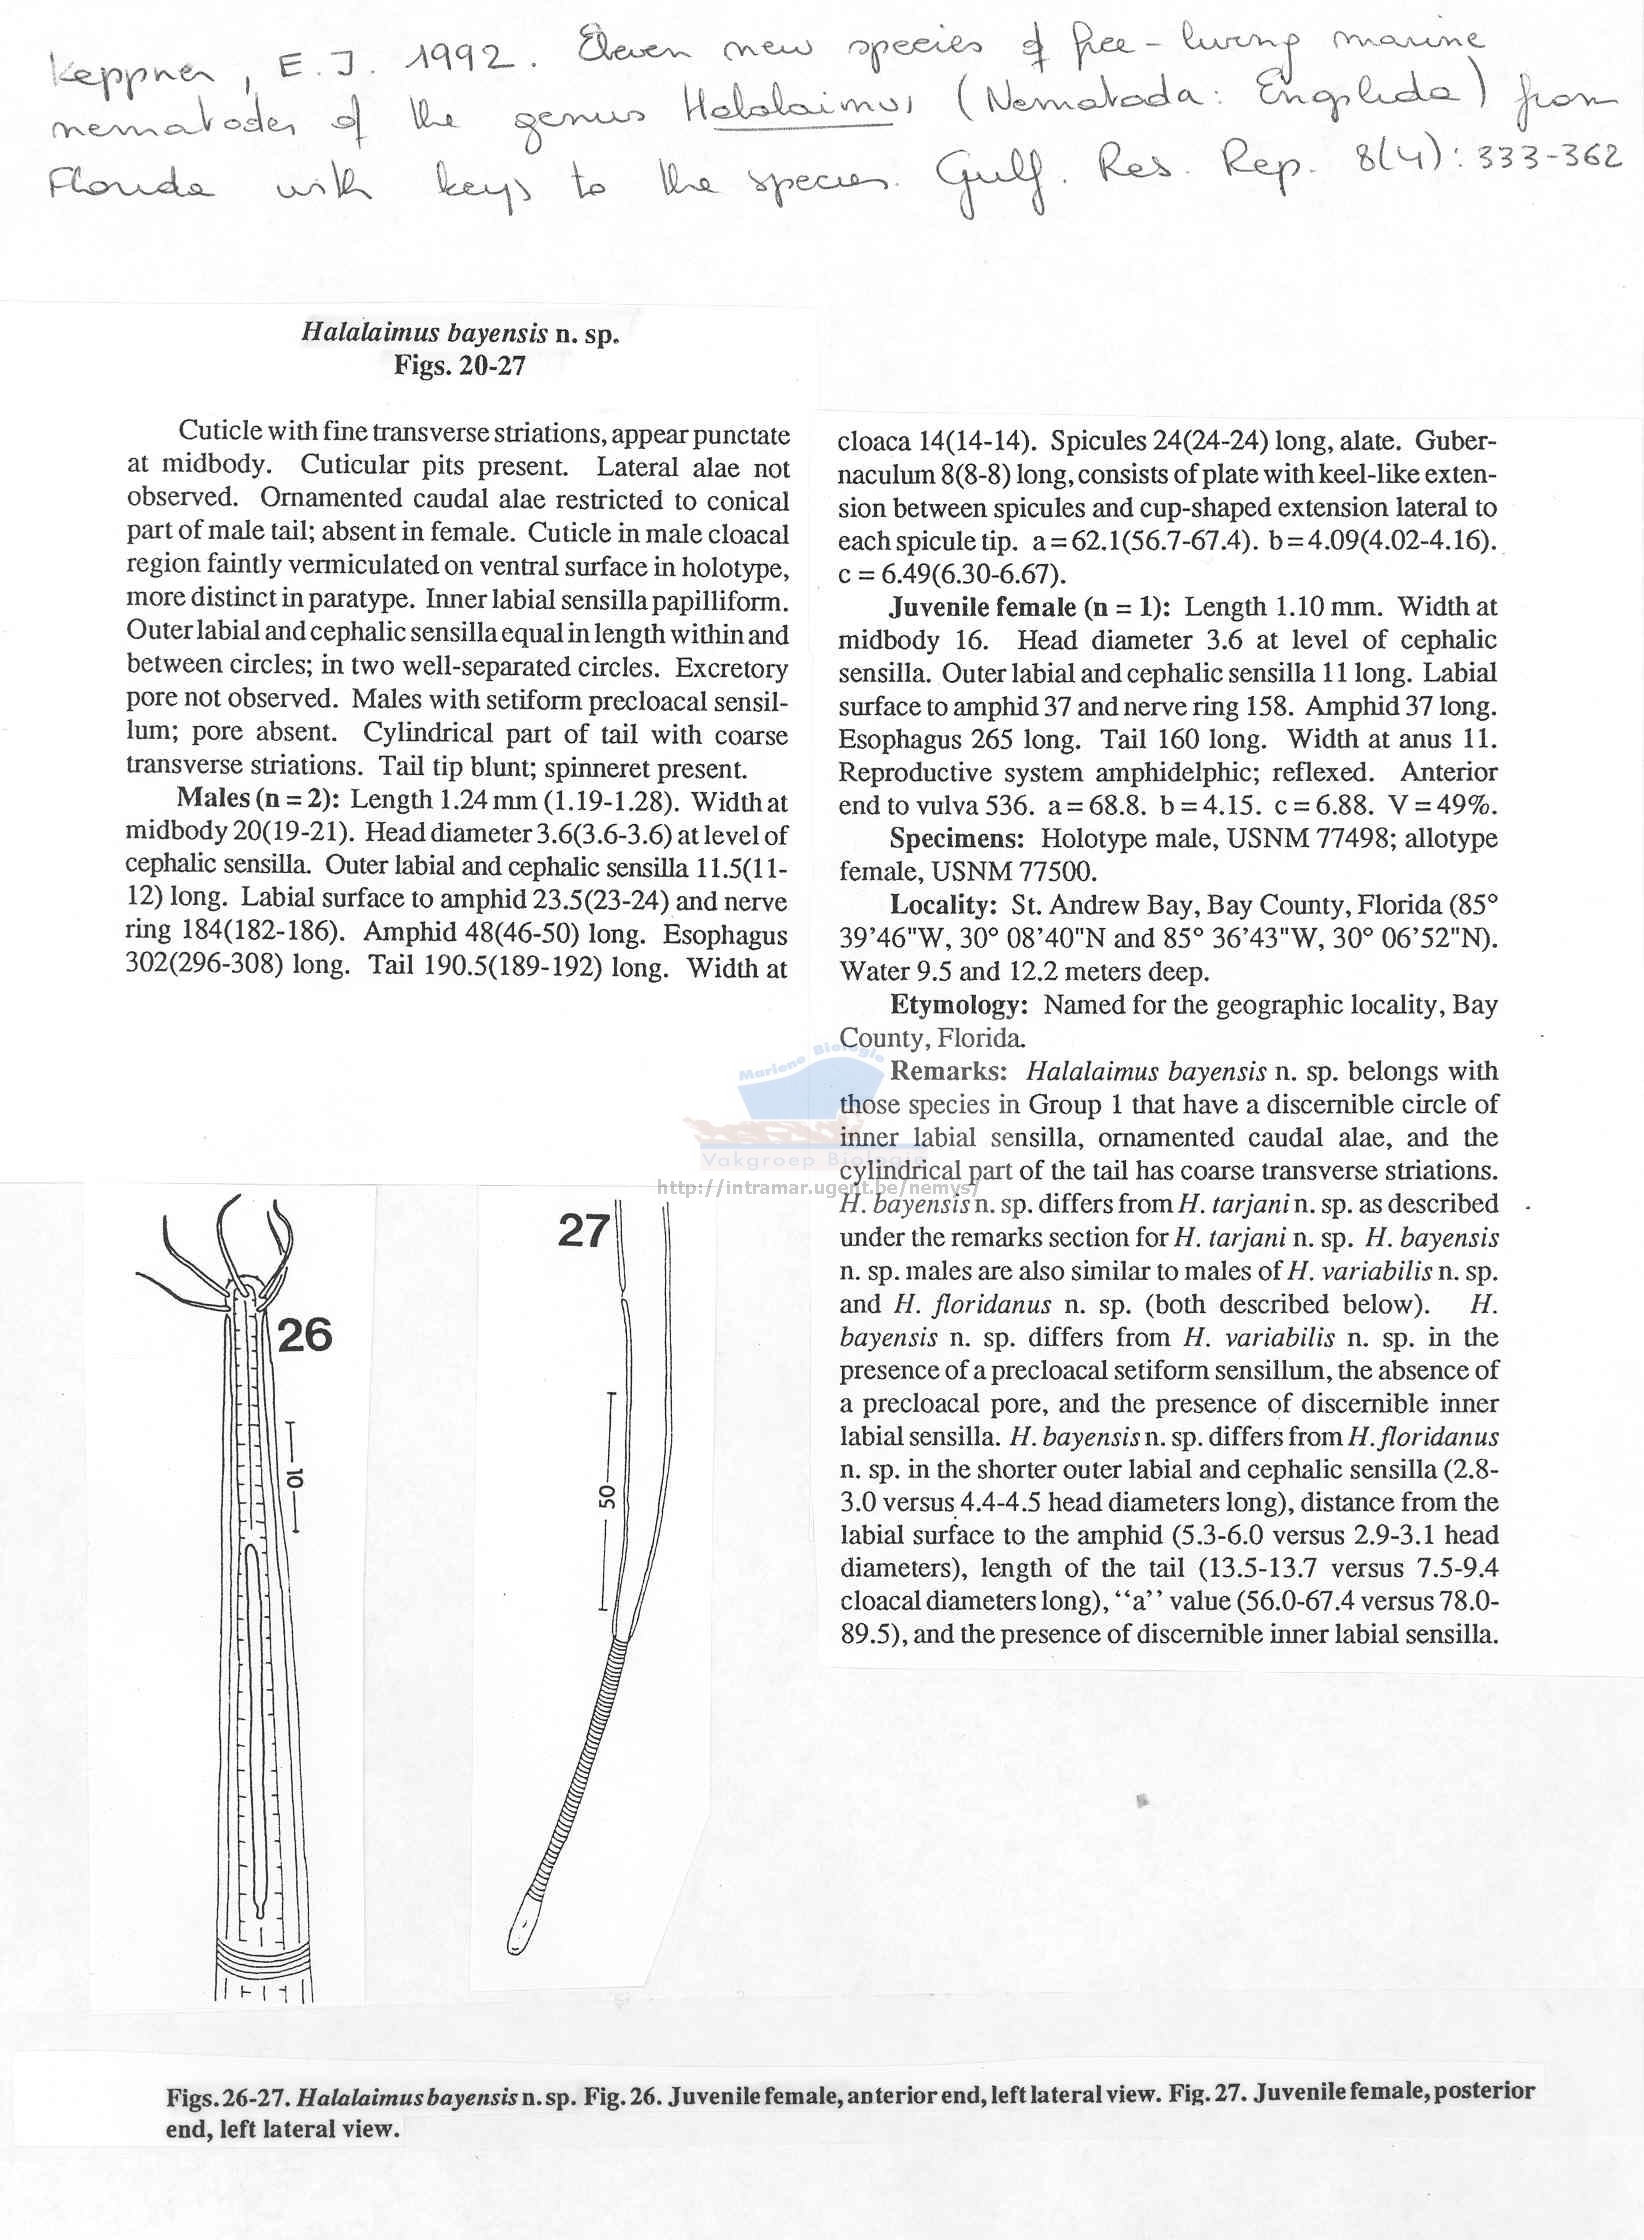 Keppner, E.J. 1992. Eleven new species of free-living marine
nematodes of the genus Halalaimus (Nematoda: Enoplida) from
Florida with keys to the species. Gulf. Res. Rep. 8(4): 333-362
Halalaimus bayensis n. sp.
Figs. 20-27
Cuticle with fine transverse striations, appear punctate
at midbody. Cuticular pits present. Lateral alae not
observed. Ornamented caudal alae restricted to conical
part of male tail; absent in female. Cuticle in male cloacal
region faintly vermiculated on ventral surface in holotype,
more distinct in paratype. Inner labial sensilla papilliform.
Outer labial and cephalic sensilla equal in length within and
between circles; in two well-separated circles. Excretory
pore not observed. Males with setiform precloacal sensil-
lum; pore absent. Cylindrical part of tail with coarse
transverse striations. Tail tip blunt; spinneret present.
Males (n = 2): Length 1.24 mm (1.19-1.28). Width at
midbody 20(19-21). Head diameter 3.6(3.6-3.6) at level of
cephalic sensilla. Outer labial and cephalic sensilla 11.5(11-
12) long. Labial surface to amphid 23.5(23-24) and nerve
ring 184(182-186). Amphid 48(46-50) long. Esophagus
302(296-308) long. Tail 190.5(189-192) long. Width at
cloaca 14(14-14). Spicules 24(24-24) long, alate. Guber-
naculum 8(8-8) long, consists of plate with keel-like exten-
sion between spicules and cup-shaped extension lateral to
each spicule tip. a = 62.1(56.7-67.4). b = 4.09(4.02-4.16).
c = 6.49(6.30-6.67).
Juvenile female (n = 1): Length 1.10 mm. Width at
midbody 16. Head diameter 3.6 at level of cephalic
sensilla. Outer labial and cephalic sensilla 11 long. Labial
surface to amphid 37 and nerve ring 158. Amphid 37 long.
Esophagus 265 long. Tail 160 long. Width at anus 11.
Reproductive system amphidelphic; reflexed. Anterior
end to vulva 536. a = 68.8. b = 4.15. c = 6.88. V = 49%.
Specimens: Holotype male, USNM 77498; allotype
female, USNM 77500.
Locality: St. Andrew Bay, Bay County, Florida (85°
39’46"W, 30° 08’40"N and 85° 36’43"W, 30° 06’52"N).
Water 9.5 and 12.2 meters deep.
Etymology: Named for the geographic locality, Bay
County, Florida.
Remarks: Halalaimus bayensis n. sp. belongs with
those species in Group 1 that have a discernible circle of
inner labial sensilla, ornamented caudal alae, and the
cylindrical part of the tail has coarse transverse striations.
H. bayensis n. sp. differs from H. tarjani n. sp. as described
under the remarks section for H. tarjani n. sp. H. bayensis
n. sp. males are also similar to males of H. variabilis n. sp.
and H. floridanus n. sp. (both described below). H.
bayensis n. sp. differs from H. variabilis n. sp. in the
presence of a precloacal setiform sensillum, the absence of
a precloacal pore, and the presence of discernible inner
labial sensilla. H. bayensis n. sp. differs from H. floridanus
n. sp. in the shorter outer labial and cephalic sensilla (2.8-
3.0 versus 4.4-4.5 head diameters long), distance from the
labial surface to the amphid (5.3-6.0 versus 2.9-3.1 head
diameters), length of the tail (13.5-13.7 versus 7.5-9.4
cloacal diameters long), “a” value (56.0-67.4 versus 78.0-
89.5), and the presence of discernible inner labial sensilla.
Mariene Biologie
Vakgroep Biologie
http://intramar.ugent.be/nemys/
26
10
27
50
Figs. 26-27. Halalaimus bayensis n. sp. Fig. 26. Juvenile female, anterior end, left lateral view. Fig. 27. Juvenile female, posterior
end, left lateral view.